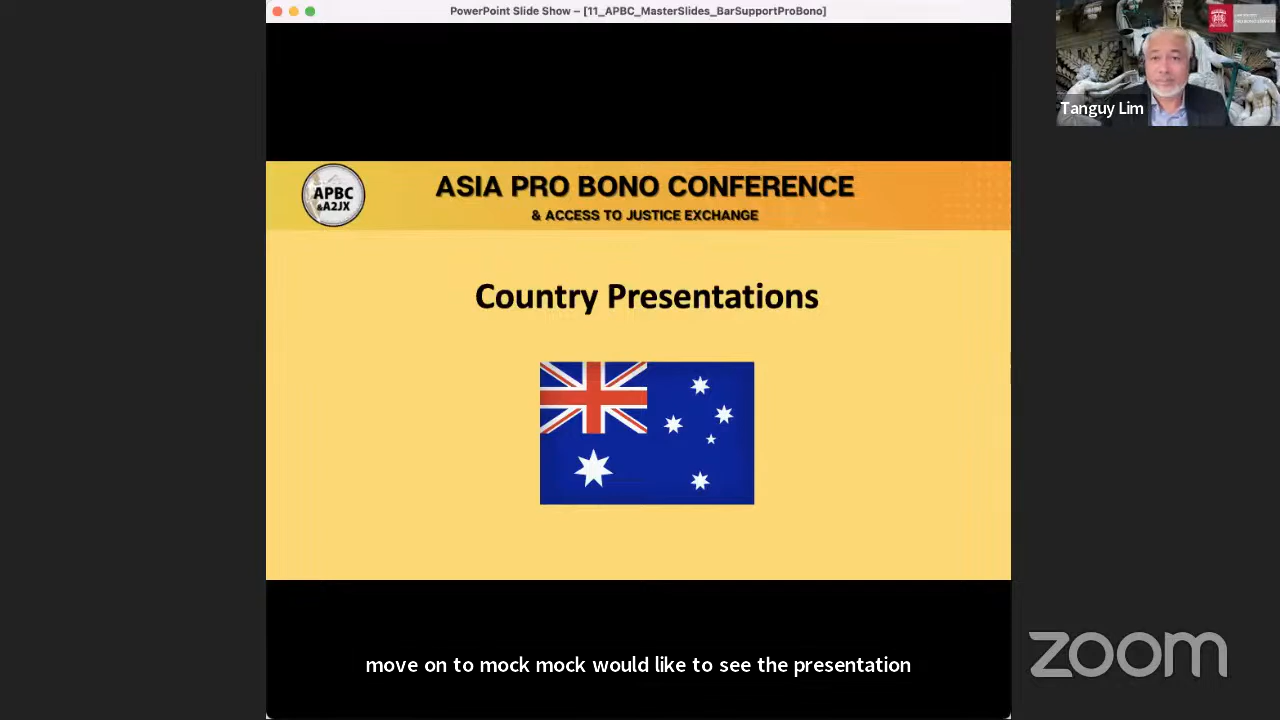 PowerPoint Slide Show – [11_APBC_MasterSlides_BarSupportProBono]
Tanguy Lim
APBC
&A2JX
ASIA PRO BONO CONFERENCE
& ACCESS TO JUSTICE EXCHANGE
Country Presentations
move on to mock mock would like to see the presentation
zoom